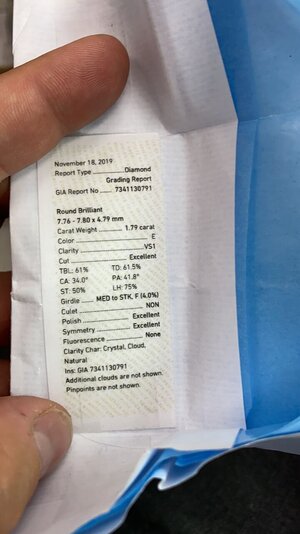 November 18, 2019
Report Type ........ Diamond
Grading Report
GIA Report No ..... 7341130791
Round Brilliant
7.76 - 7.80 x 4.79 mm
Carat Weight ........ 1.79 carat
Color ........ E
Clarity ........ VS1
Cut ........ Excellent
TBL: 61% TD: 61.5%
CA: 34.0° PA: 41.8°
ST: 50% LH: 75%
Girdle ..... MED to STK, F (4.0%)
Culet ........ NON
Polish ........ Excellent
Symmetry ........ Excellent
Fluorescence ........ None
Clarity Char: Crystal, Cloud,
Natural
Ins: GIA 7341130791
Additional clouds are not shown.
Pinpoints are not shown.